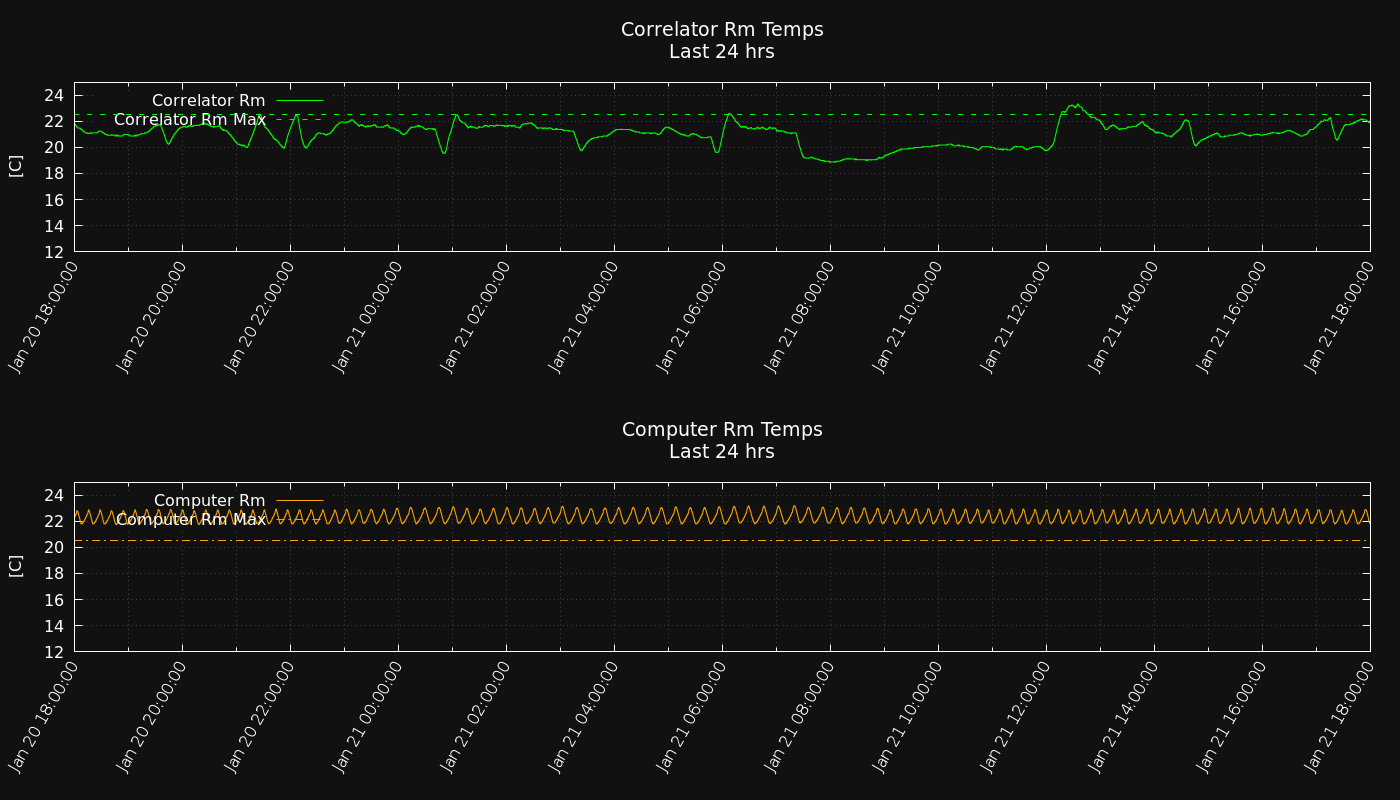 Correlator Rm Temps
Last 24 hrs
Correlator Rm
Correlator Rm Max
[C]
24
22
20
18
16
14
12
Jan 20 18:00:00
Jan 20 20:00:00
Jan 20 22:00:00
Jan 21 00:00:00
Jan 21 02:00:00
Jan 21 04:00:00
Jan 21 06:00:00
Jan 21 08:00:00
Jan 21 10:00:00
Jan 21 12:00:00
Jan 21 14:00:00
Jan 21 16:00:00
Jan 21 18:00:00
Computer Rm Temps
Last 24 hrs
Computer Rm
Computer Rm Max
[C]
24
22
20
18
16
14
12
Jan 20 18:00:00
Jan 20 20:00:00
Jan 20 22:00:00
Jan 21 00:00:00
Jan 21 02:00:00
Jan 21 04:00:00
Jan 21 06:00:00
Jan 21 08:00:00
Jan 21 10:00:00
Jan 21 12:00:00
Jan 21 14:00:00
Jan 21 16:00:00
Jan 21 18:00:00